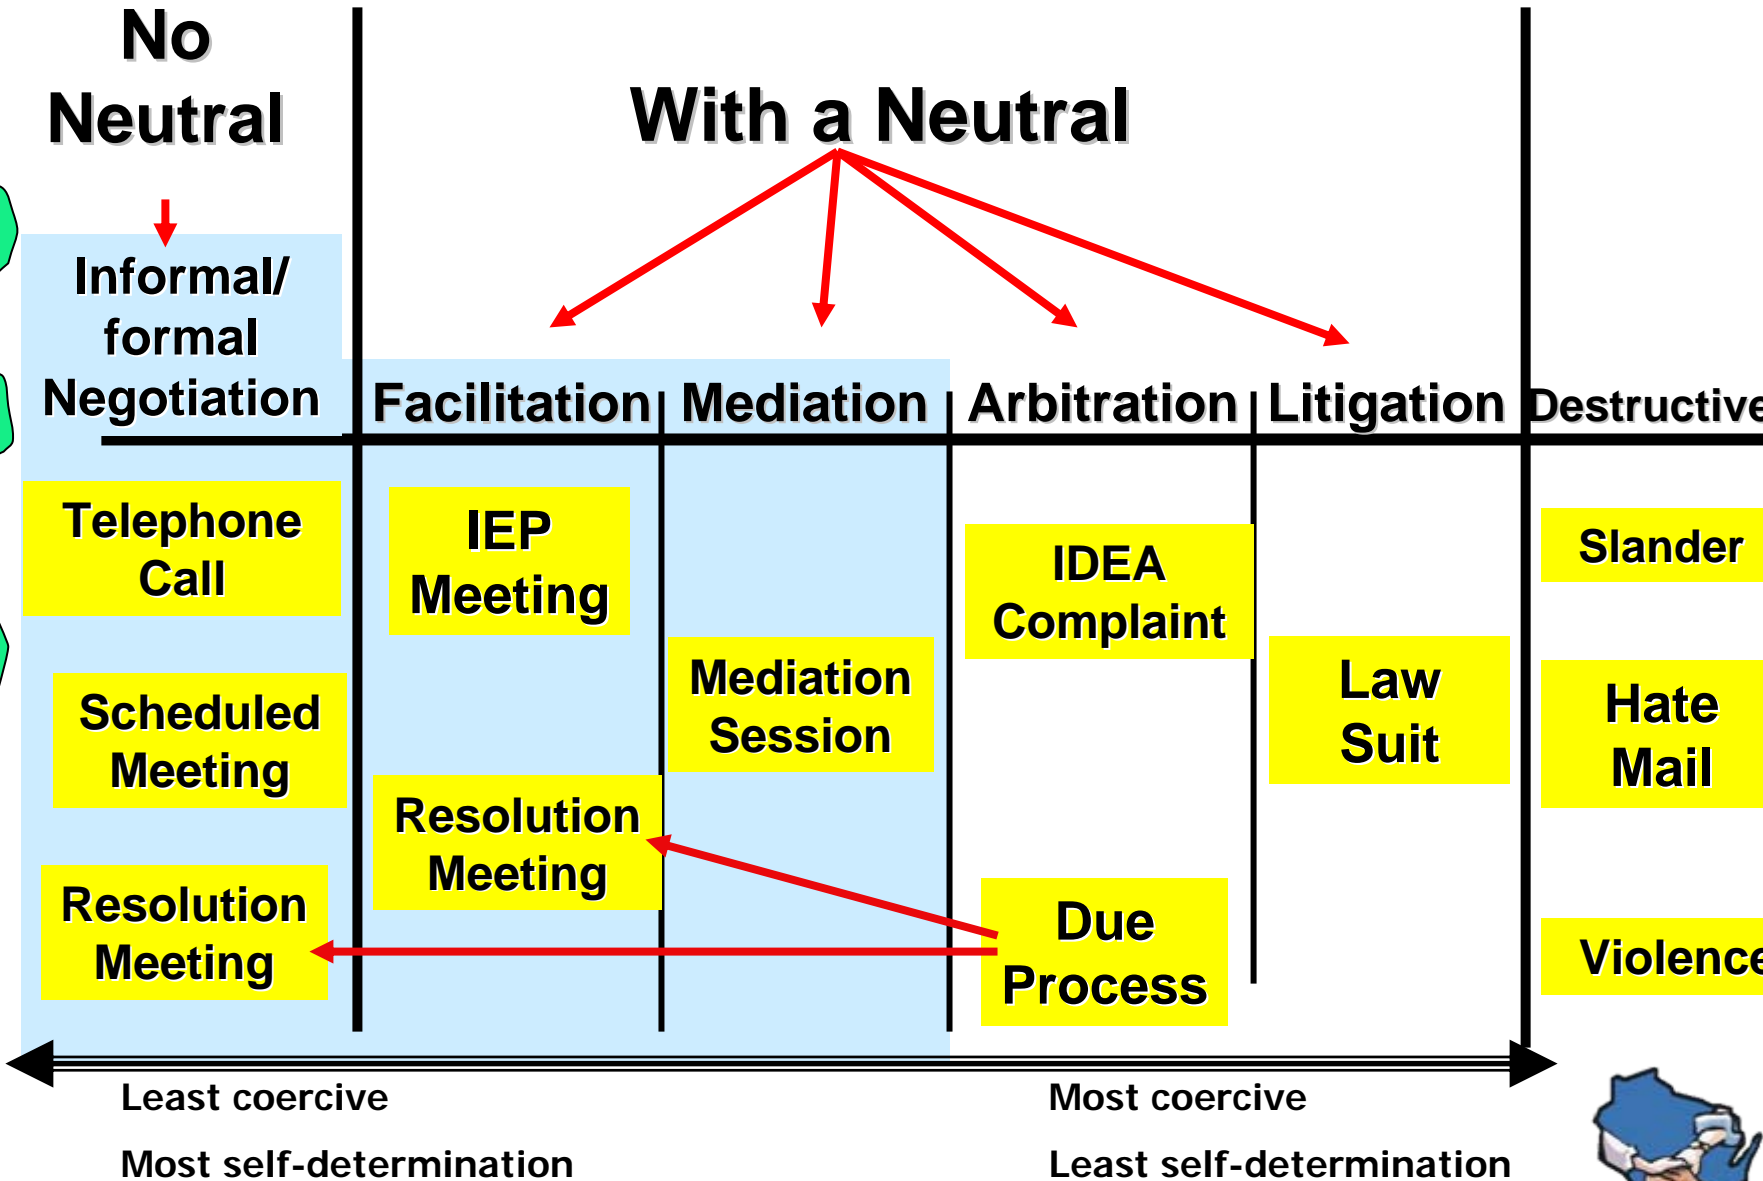 No
Neutral
With a Neutral
Informal/
formal
Negotiation
Facilitation
Mediation
Arbitration
Litigation
Destructive
Telephone
Call
Scheduled
Meeting
Resolution
Meeting
IEP
Meeting
Resolution
Meeting
Mediation
Session
IDEA
Complaint
Due
Process
Law
Suit
Slander
Hate
Mail
Violence
Least coercive
Most self-determination
Most coercive
Least self-determination